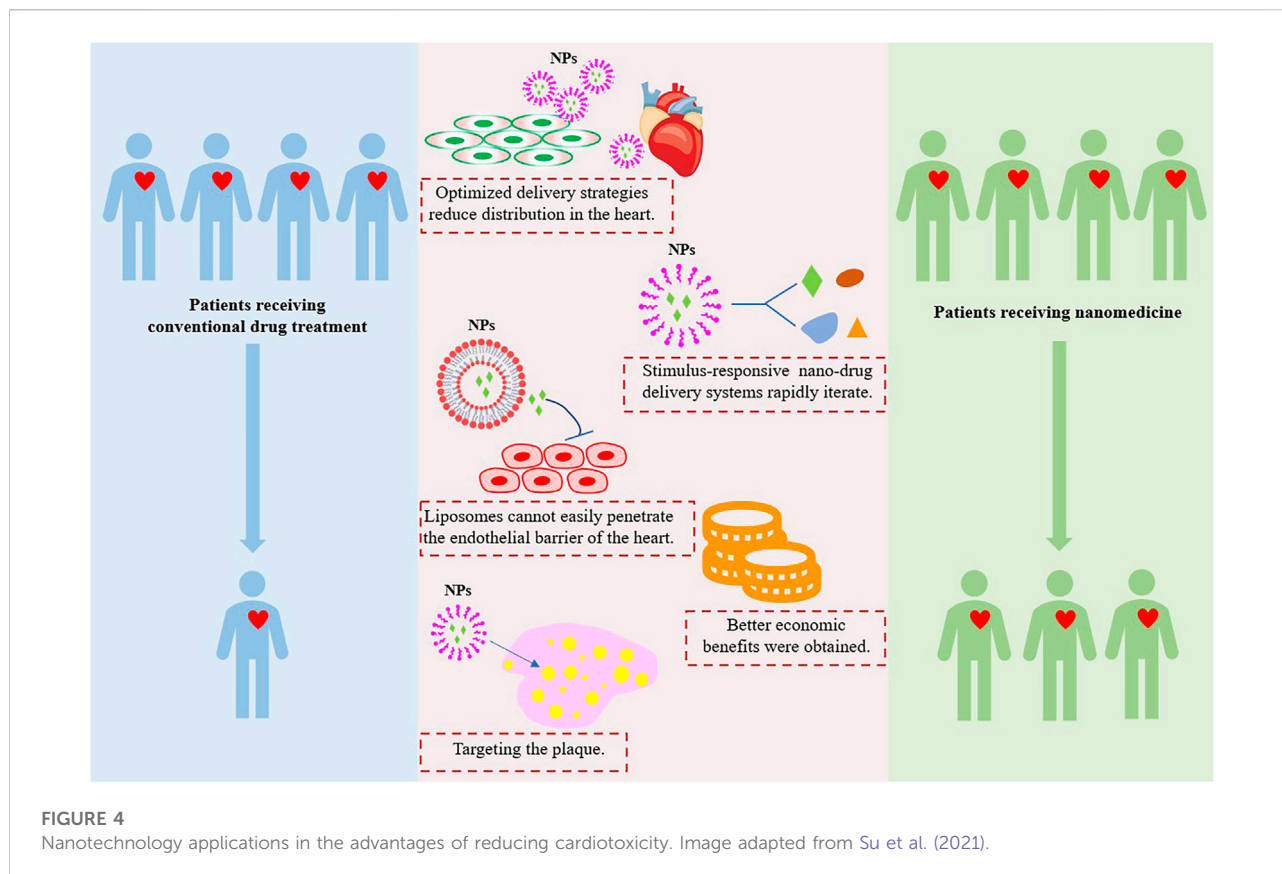 NPs
Optimized delivery strategies
reduce distribution in the heart.
NPs
Patients receiving
conventional drug treatment
Patients receiving nanomedicine
NPs
Stimulus-responsive nano-drug
delivery systems rapidly iterate.
Liposomes cannot easily penetrate
the endothelial barrier of the heart.
NPs
Better economic
benefits were obtained.
Targeting the plaque.
FIGURE 4
Nanotechnology applications in the advantages of reducing cardiotoxicity. Image adapted from Su et al. (2021).